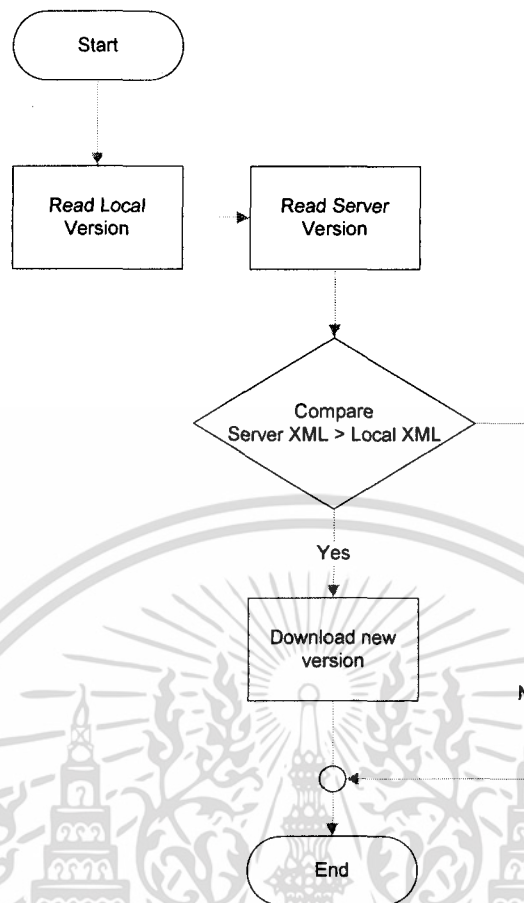 Start
Read Local
Version
Read Server
Version
Compare
Server XML > Local XML
Yes
Download new
version
N
End